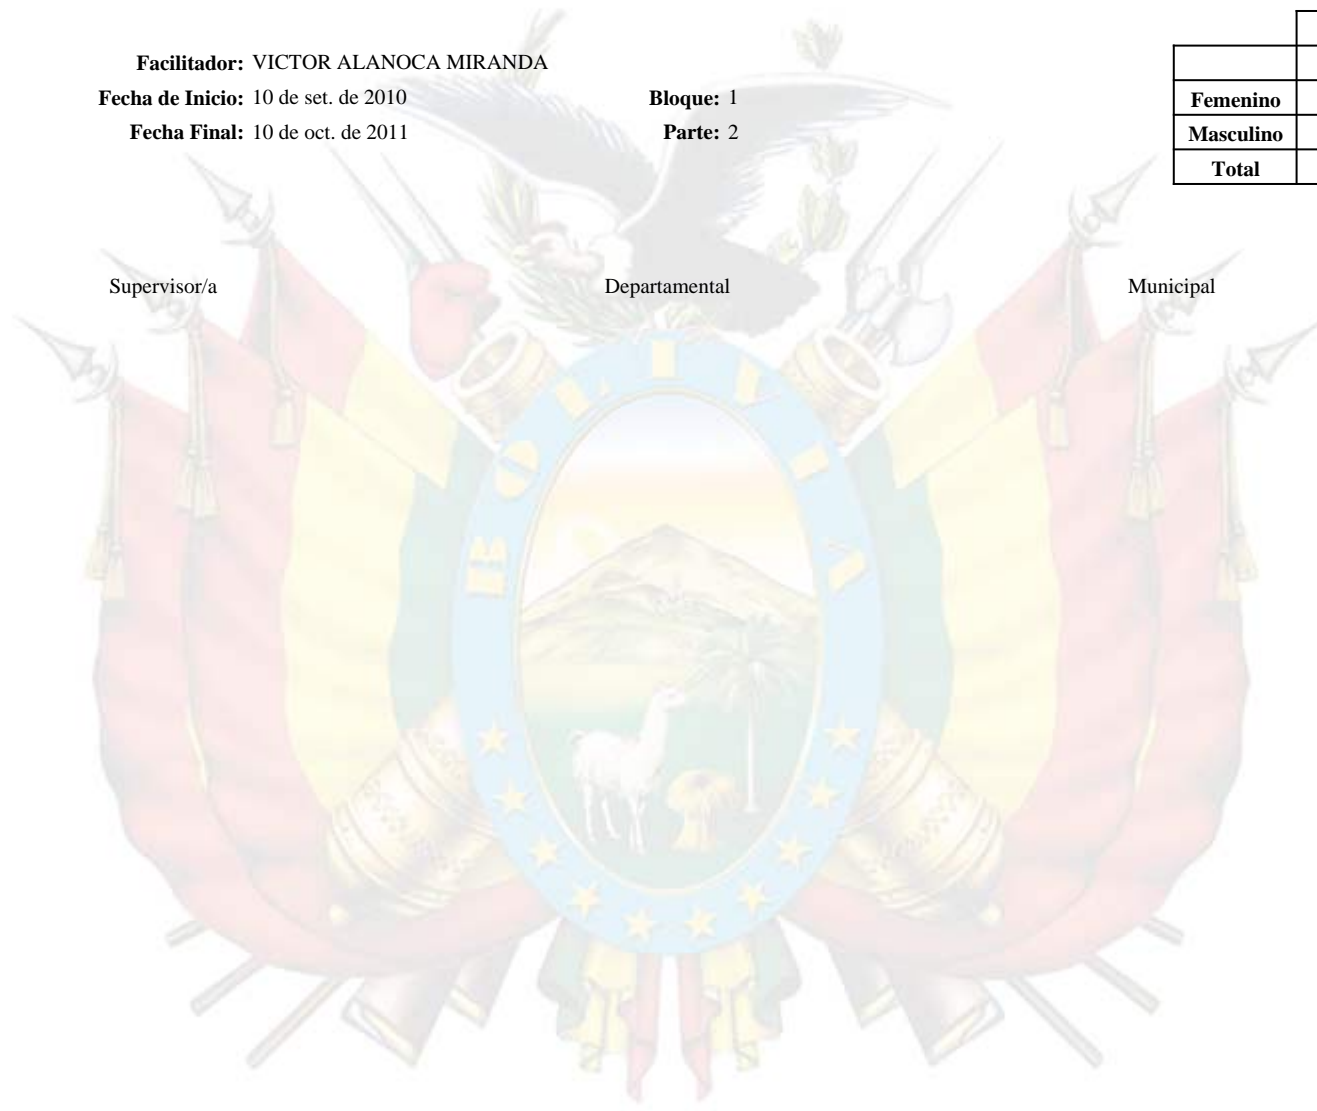 Facilitador: VICTOR ALANOCA MIRANDA
Fecha de Inicio: 10 de set. de 2010 Bloque: 1
Femenino
Fecha Final: 10 de oct. de 2011 Parte: 2
Masculino
Total
Supervisor/a Departamental Municipal
BOLIVIA